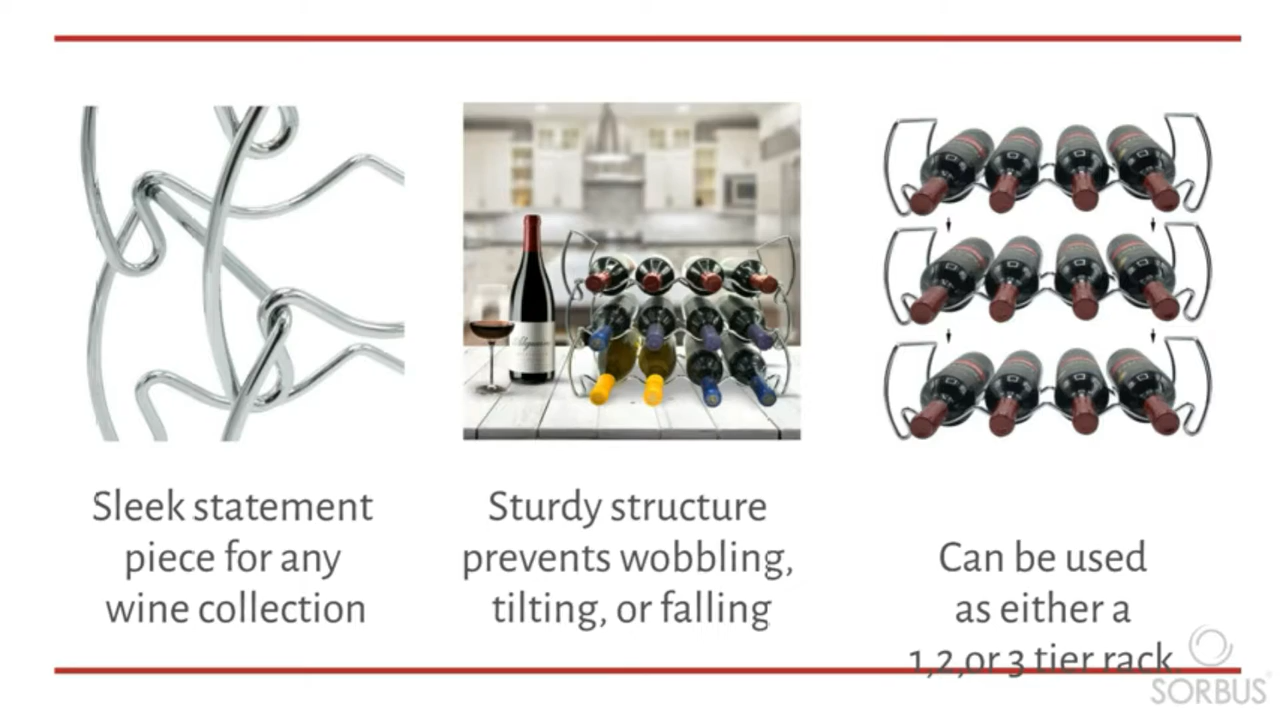 Sleek statement
piece for any
wine collection
Sturdy structure
prevents wobbling,
tilting, or falling
Can be used
as either a
1,2,or 3 tier rack.
SORBUS®